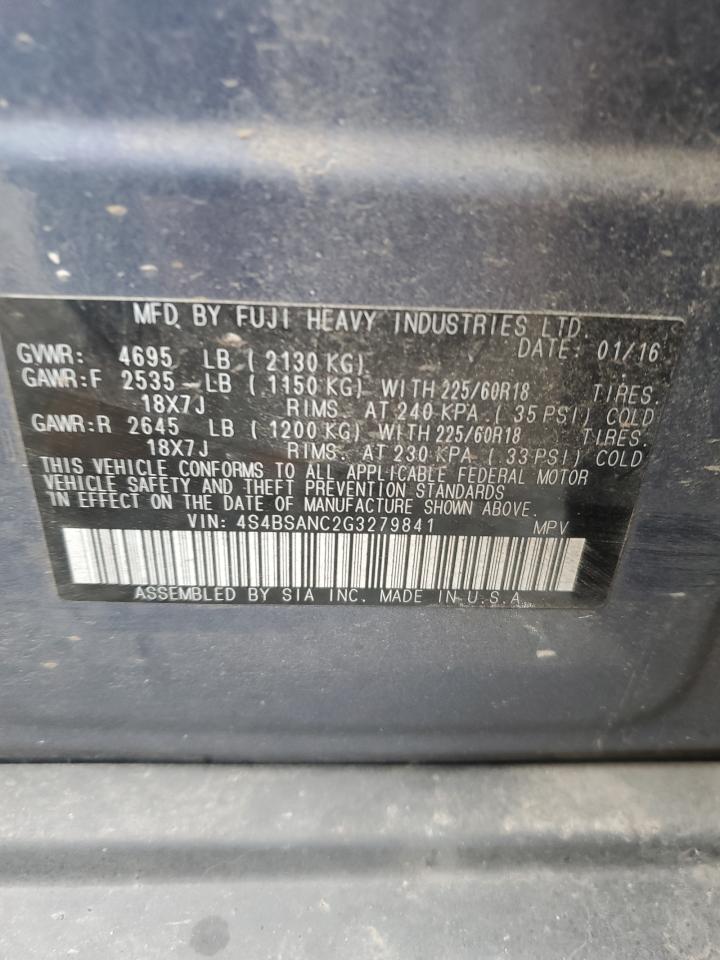 MFD. BY FUJI HEAVY INDUSTRIES LTD.
DATE: 01/16
GVWR: 4695 LB ( 2130 KG)
GAWR:F 2535 LB ( 1150 KG) WITH 225/60R18 TIRES.
18X7J RIMS. AT 240 KPA ( 35 PSI) COLD
GAWR:R 2645 LB ( 1200 KG) WITH 225/60R18 TIRES.
18X7J RIMS. AT 230 KPA ( 33 PSI) COLD
THIS VEHICLE CONFORMS TO ALL APPLICABLE FEDERAL MOTOR
VEHICLE SAFETY AND THEFT PREVENTION STANDARDS
IN EFFECT ON THE DATE OF MANUFACTURE SHOWN ABOVE.
VIN: 4S4BSANC2G3279841 MPV
ASSEMBLED BY SIA INC. MADE IN U.S.A.